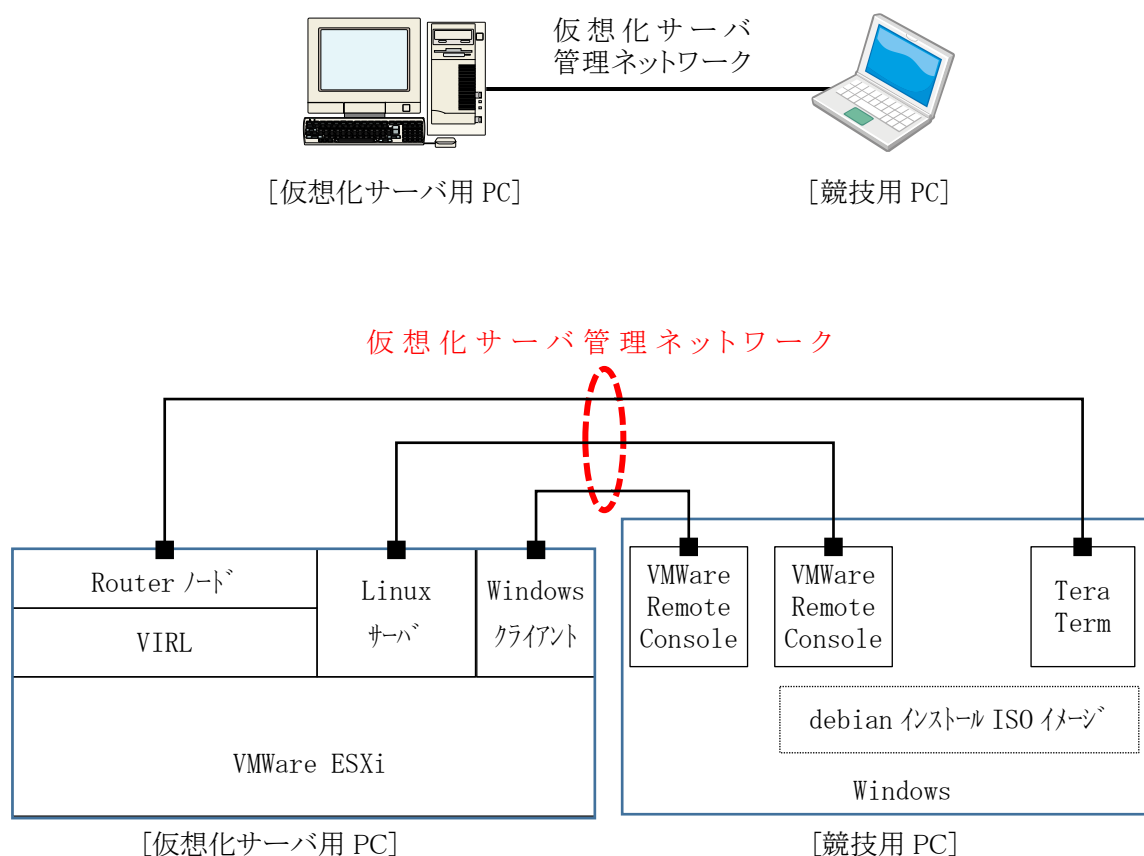 仮想化サーバ
管理ネットワーク
[仮想化サーバ用 PC]
[競技用 PC]
仮想化サーバ管理ネットワーク
Router ノード
VIRL
Linux
サーバ
Windows
クライアント
VMWare ESXi
VMWare
Remote
Console
VMWare
Remote
Console
Tera
Term
debian インストール ISO イメージ
Windows
[仮想化サーバ用 PC]
[競技用 PC]